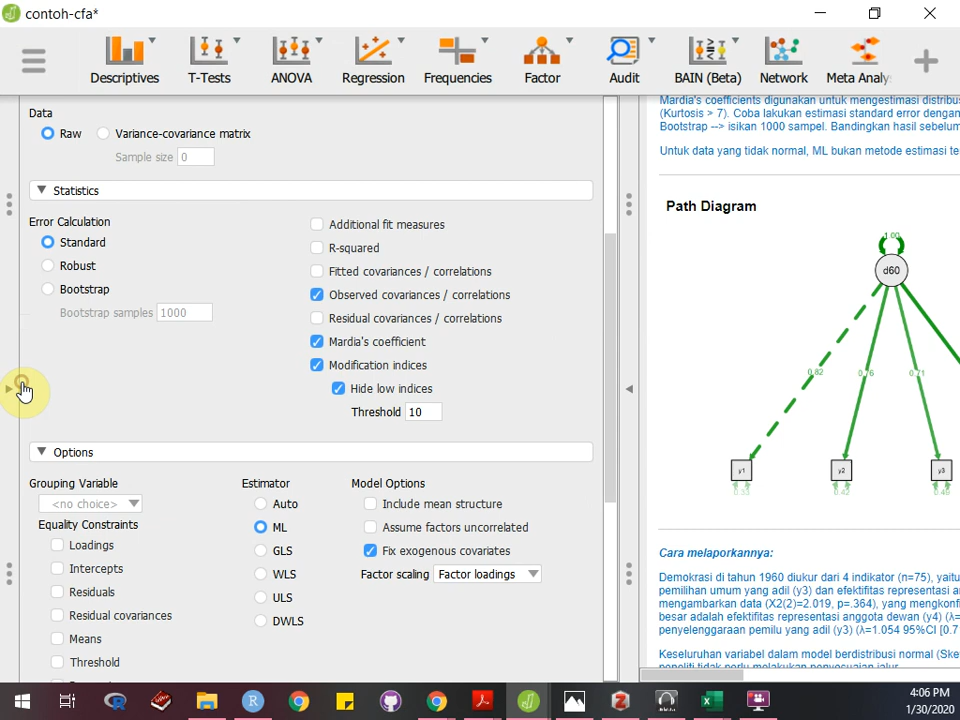 contoh-cfa*
Descriptives
T-Tests
ANOVA
Regression
Frequencies
Factor
Audit
BAIN (Beta)
Network
Meta Analy
Data
Raw
Variance-covariance matrix
Sample size 0
Statistics
Error Calculation
Standard
Robust
Bootstrap
Bootstrap samples 1000
Additional fit measures
R-squared
Fitted covariances / correlations
Observed covariances / correlations
Residual covariances / correlations
Mardia's coefficient
Modification indices
Hide low indices
Threshold 10
Options
Grouping Variable
<no choice>
Equality Constraints
Loadings
Intercepts
Residuals
Residual covariances
Means
Threshold
Estimator
Auto
ML
GLS
WLS
ULS
DWLS
Model Options
Include mean structure
Assume factors uncorrelated
Fix exogenous covariates
Factor scaling Factor loadings
Mardia's coefficients digunakan untuk mengestimasi distribus
(Kurtosis > 7). Coba lakukan estimasi standard error dengan
Bootstrap --> isikan 1000 sampel. Bandingkan hasil sebelum
Untuk data yang tidak normal, ML bukan metode estimasi te
Path Diagram
1.00
d60
0.82
0.76
0.71
y1
y2
y3
0.33
0.42
0.49
Cara melaporkannya:
Demokrasi di tahun 1960 diukur dari 4 indikator (n=75), yaitu
pemilihan umum yang adil (y3) dan efektifitas representasi a
mengambarkan data (X2(2)=2.019, p=.364), yang mengkonfi
besar adalah efektifitas representasi anggota dewan (y4) (λ=
penyelenggaraan pemilu yang adil (y3) (λ=1.054 95%CI [0.7
Keseluruhan variabel dalam model berdistribusi normal (Ske
peneliti tidak perlu melakukan penyesuaian jalur.
4:06 PM
1/30/2020